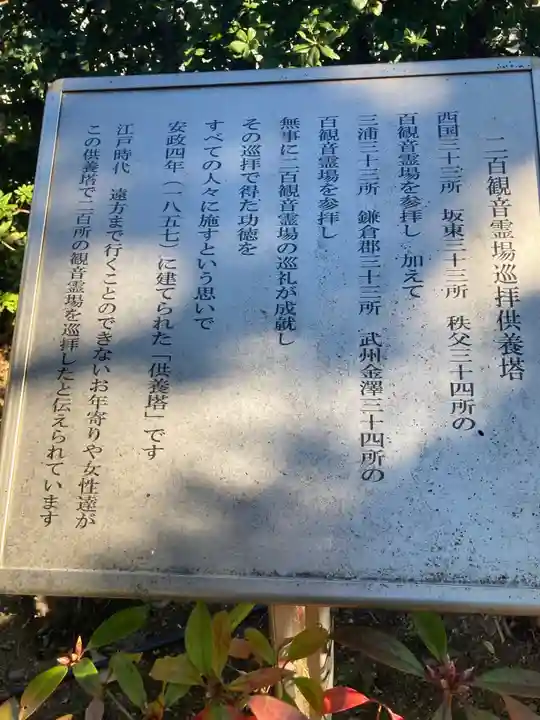 二百観音霊場巡拝供養塔
西国三十三所　坂東三十三所　秩父三十四所の
百観音霊場を参拝し　加えて
三浦三十三所　鎌倉郡三十三所　武州金澤三十四所の
百観音霊場を参拝し
無事に二百観音霊場の巡礼が成就し
その巡拝で得た功徳を
すべての人々に施すという思いで
安政四年（一八五七）に建てられた「供養塔」です
江戸時代　遠方まで行くことのできないお年寄りや女性達が
この供養塔で二百所の観音霊場を巡拝したと伝えられています